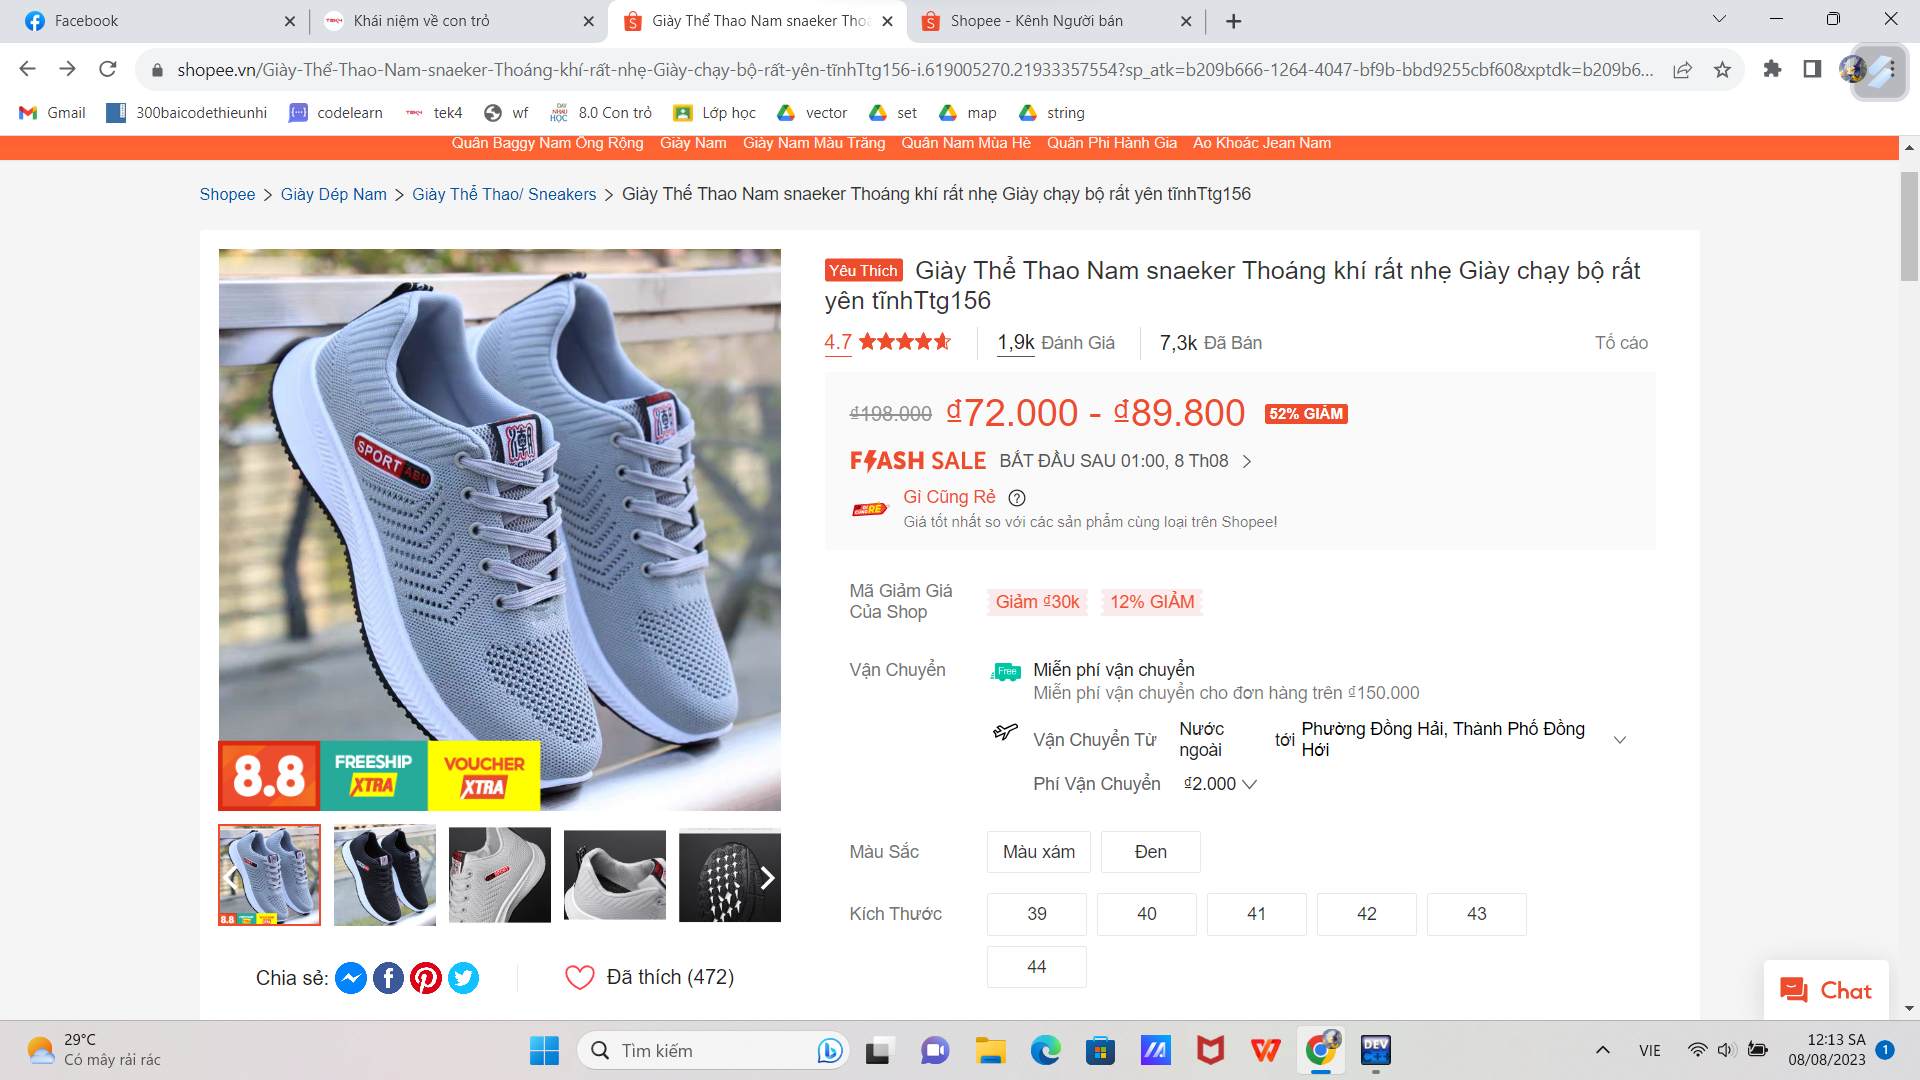 Facebook
Khái niệm về con trỏ
Giày Thể Thao Nam snaeker Thoá
Shopee - Kênh Người bán
shopee.vn/Giày-Thể-Thao-Nam-snaeker-Thoáng-khí-rất-nhẹ-Giày-chạy-bộ-rất-yên-tĩnhTtg156-i.619005270.21933357554?sp_atk=b209b666-1264-4047-bf9b-bbd9255cbf60&xptdk=b209b6...
Gmail
300baicodethieunhi
codelearn
tek4
wf
8.0 Con trỏ
Lớp học
vector
set
map
string
Quần Baggy Nam Ống Rộng
Giày Nam
Giày Nam Màu Trắng
Quần Nam Mùa Hè
Quần Phi Hành Gia
Áo Khoác Jean Nam
Shopee > Giày Dép Nam > Giày Thể Thao/ Sneakers > Giày Thể Thao Nam snaeker Thoáng khí rất nhẹ Giày chạy bộ rất yên tĩnhTtg156
Yêu Thích Giày Thể Thao Nam snaeker Thoáng khí rất nhẹ Giày chạy bộ rất
yên tĩnhTtg156
4.7
1,9k Đánh Giá
7,3k Đã Bán
Tố cáo
₫198.000 ₫72.000 - ₫89.800 52% GIẢM
FLASH SALE BẮT ĐẦU SAU 01:00, 8 Th08
Gì Cũng Rẻ
Giá tốt nhất so với các sản phẩm cùng loại trên Shopee!
Mã Giảm Giá
Của Shop
Giảm ₫30k
12% GIẢM
Vận Chuyển
Free
Miễn phí vận chuyển
Miễn phí vận chuyển cho đơn hàng trên ₫150.000
Vận Chuyển Từ
Nước
ngoài
tới
Phường Đồng Hải, Thành Phố Đồng
Hới
Phí Vận Chuyển
₫2.000
Màu Sắc
Màu xám
Đen
Kích Thước
39
40
41
42
43
44
SPORT ABU
潮
8.8
FREESHIP
XTRA
VOUCHER
XTRA
Chia sẻ:
Đã thích (472)
Chat
29°C
Có mây rải rác
Tìm kiếm
DEV
C++
VIE
12:13 SA
08/08/2023
1